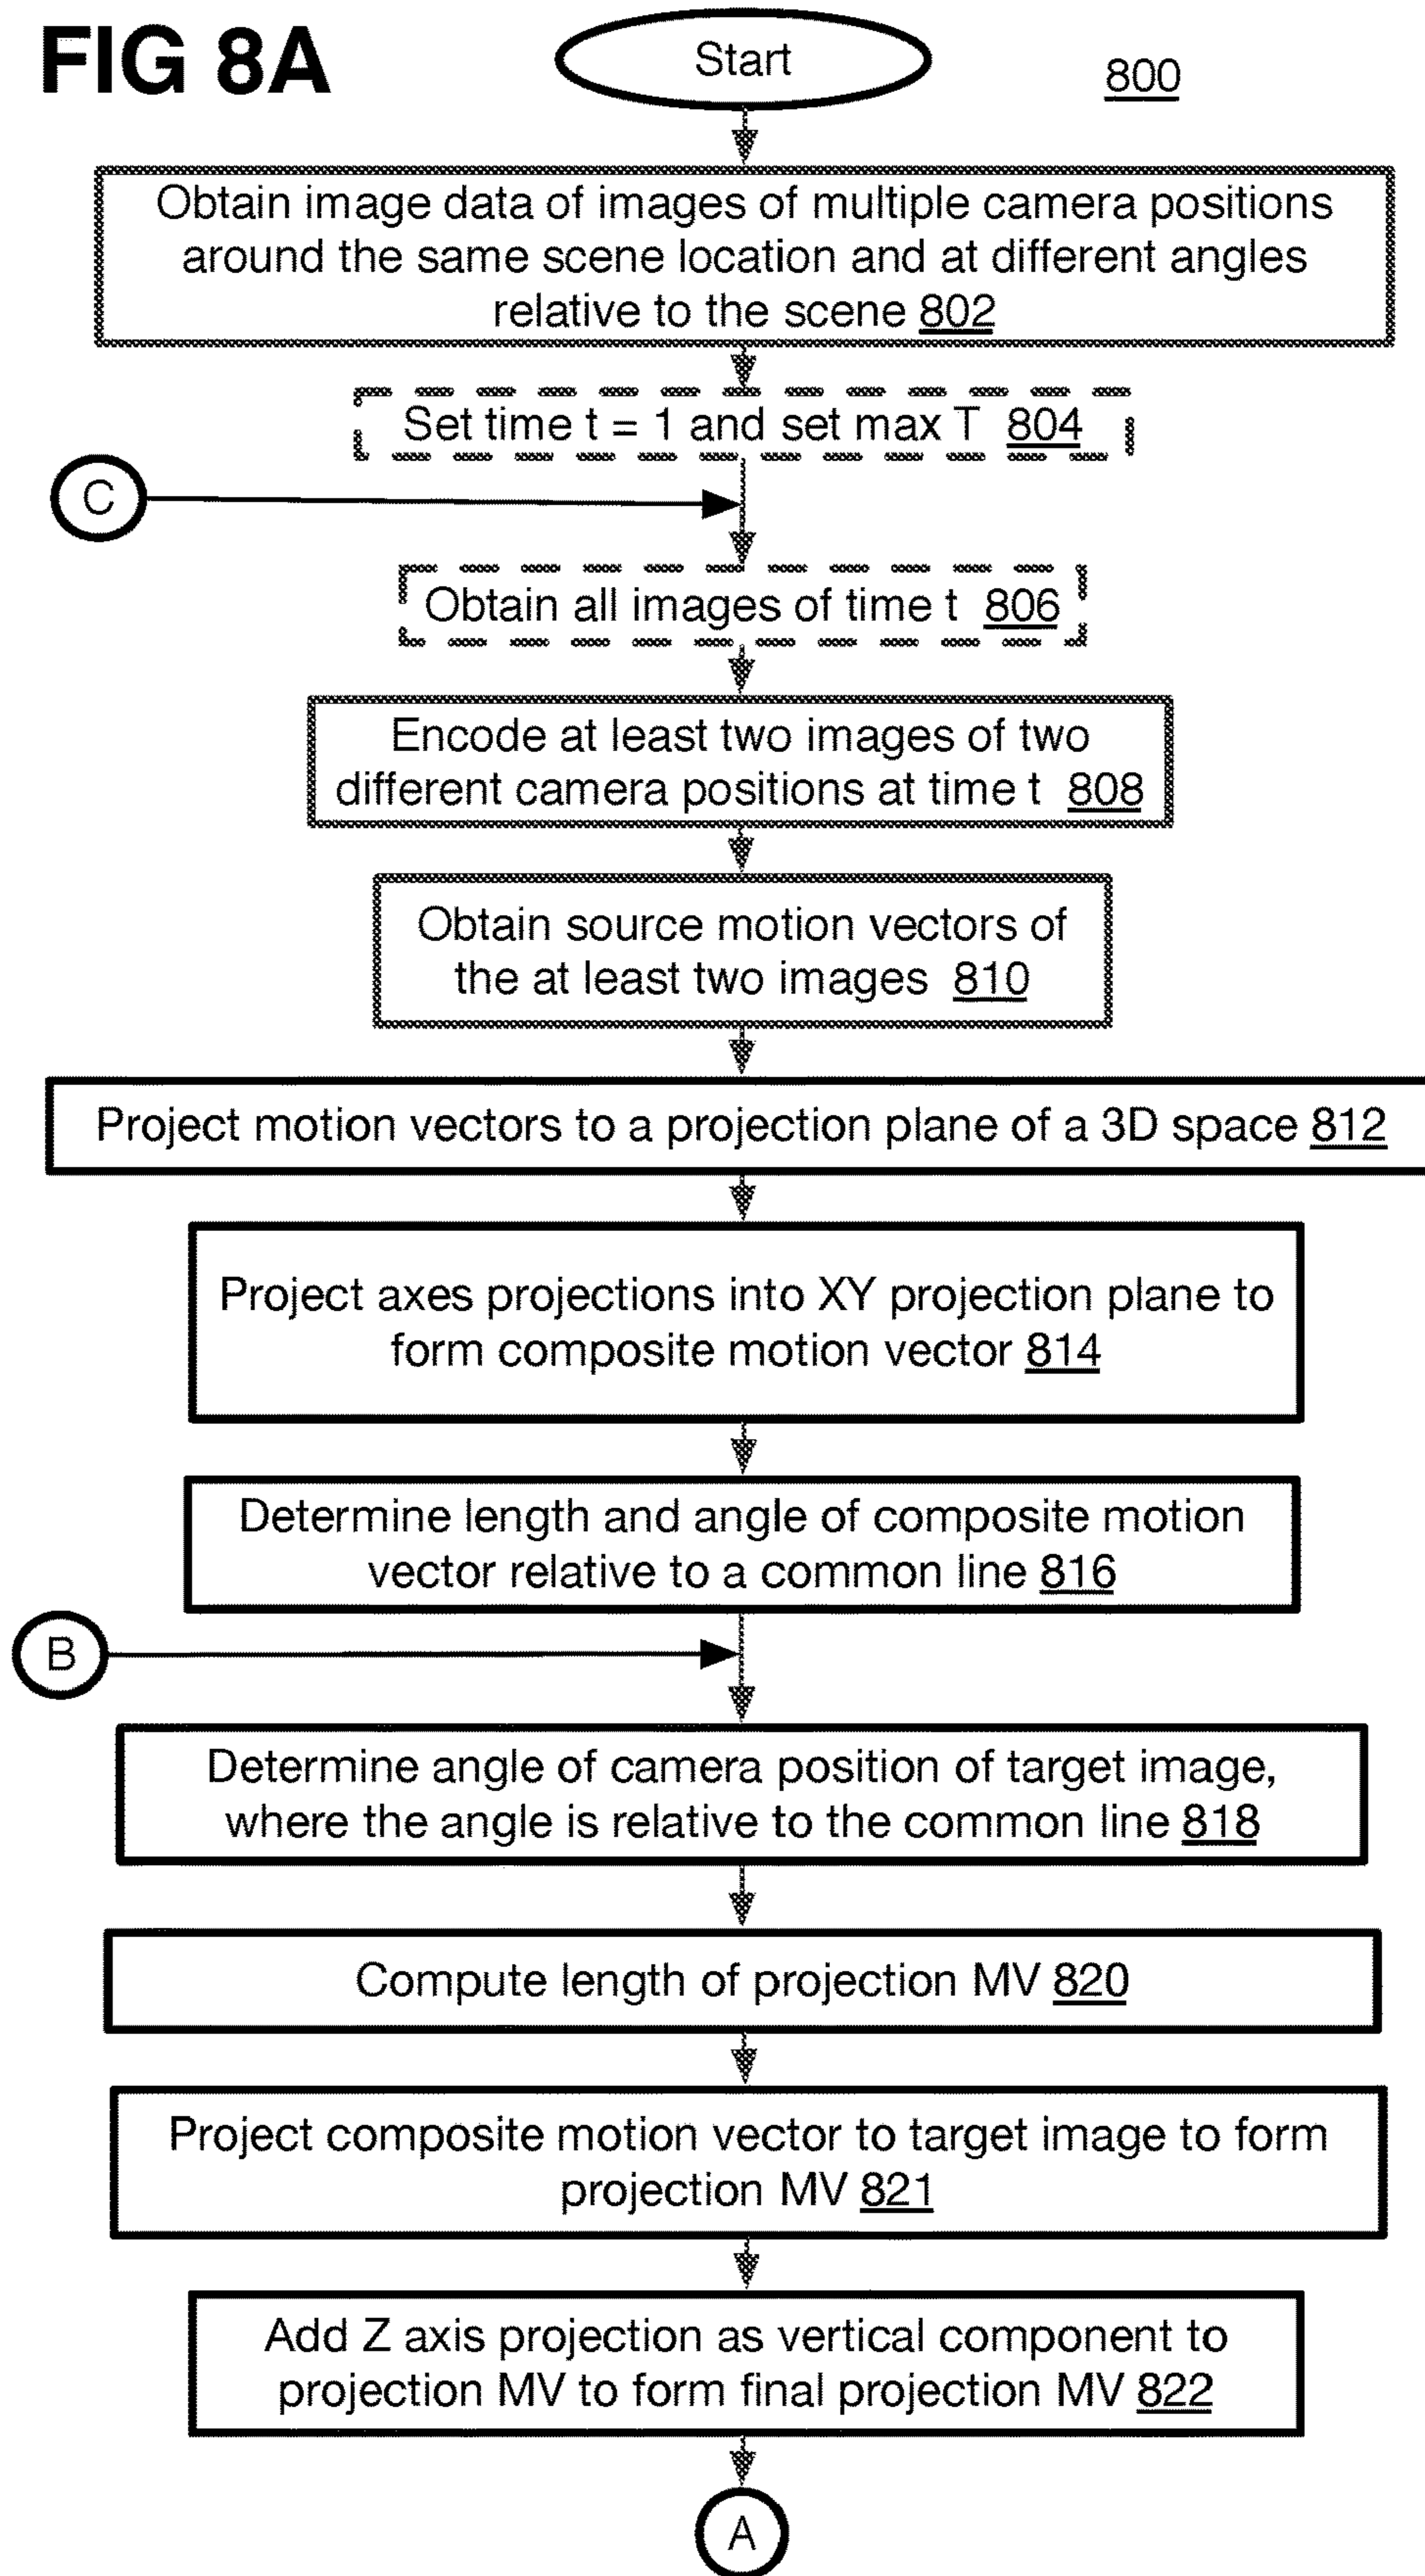 FIG 8A
Start
800
Obtain image data of images of multiple camera positions
around the same scene location and at different angles
relative to the scene 802
Set time t = 1 and set max T 804
C
Obtain all images of time t 806
Encode at least two images of two
different camera positions at time t 808
Obtain source motion vectors of
the at least two images 810
Project motion vectors to a projection plane of a 3D space 812
Project axes projections into XY projection plane to
form composite motion vector 814
Determine length and angle of composite motion
vector relative to a common line 816
B
Determine angle of camera position of target image,
where the angle is relative to the common line 818
Compute length of projection MV 820
Project composite motion vector to target image to form
projection MV 821
Add Z axis projection as vertical component to
projection MV to form final projection MV 822
A